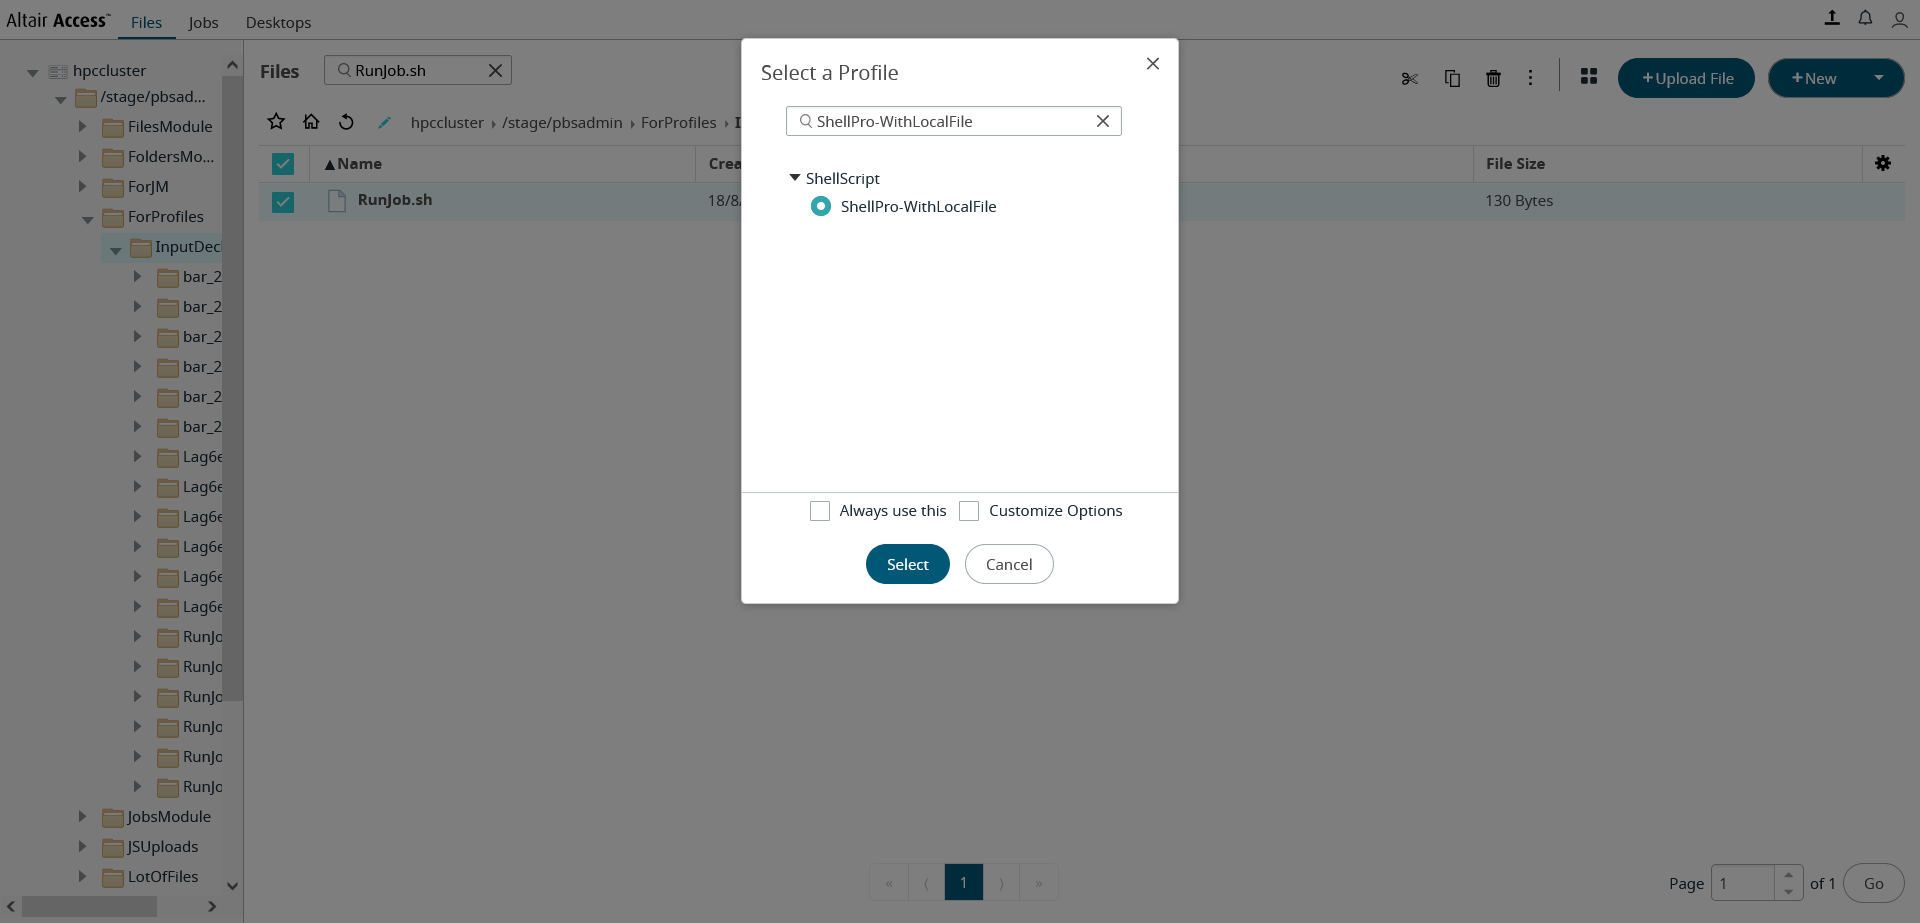 Altair Access™
Files
Jobs
Desktops
hpccluster
/stage/pbsad...
FilesModule
FoldersMo...
ForJM
ForProfiles
InputDeci
bar_2
bar_2
bar_2
bar_2
bar_2
bar_2
Lag6e
Lag6e
Lag6e
Lag6e
Lag6e
Lag6e
RunJo
RunJo
RunJo
RunJo
RunJo
RunJo
JobsModule
JSUploads
LotOfFiles
Files
RunJob.sh
+Upload File
+New
hpccluster › /stage/pbsadmin › ForProfiles › I
▲Name
Crea
File Size
RunJob.sh
18/8/
130 Bytes
Select a Profile
ShellPro-WithLocalFile
ShellScript
ShellPro-WithLocalFile
Always use this
Customize Options
Select
Cancel
« ⟨ 1 ⟩ »
Page 1 of 1 Go